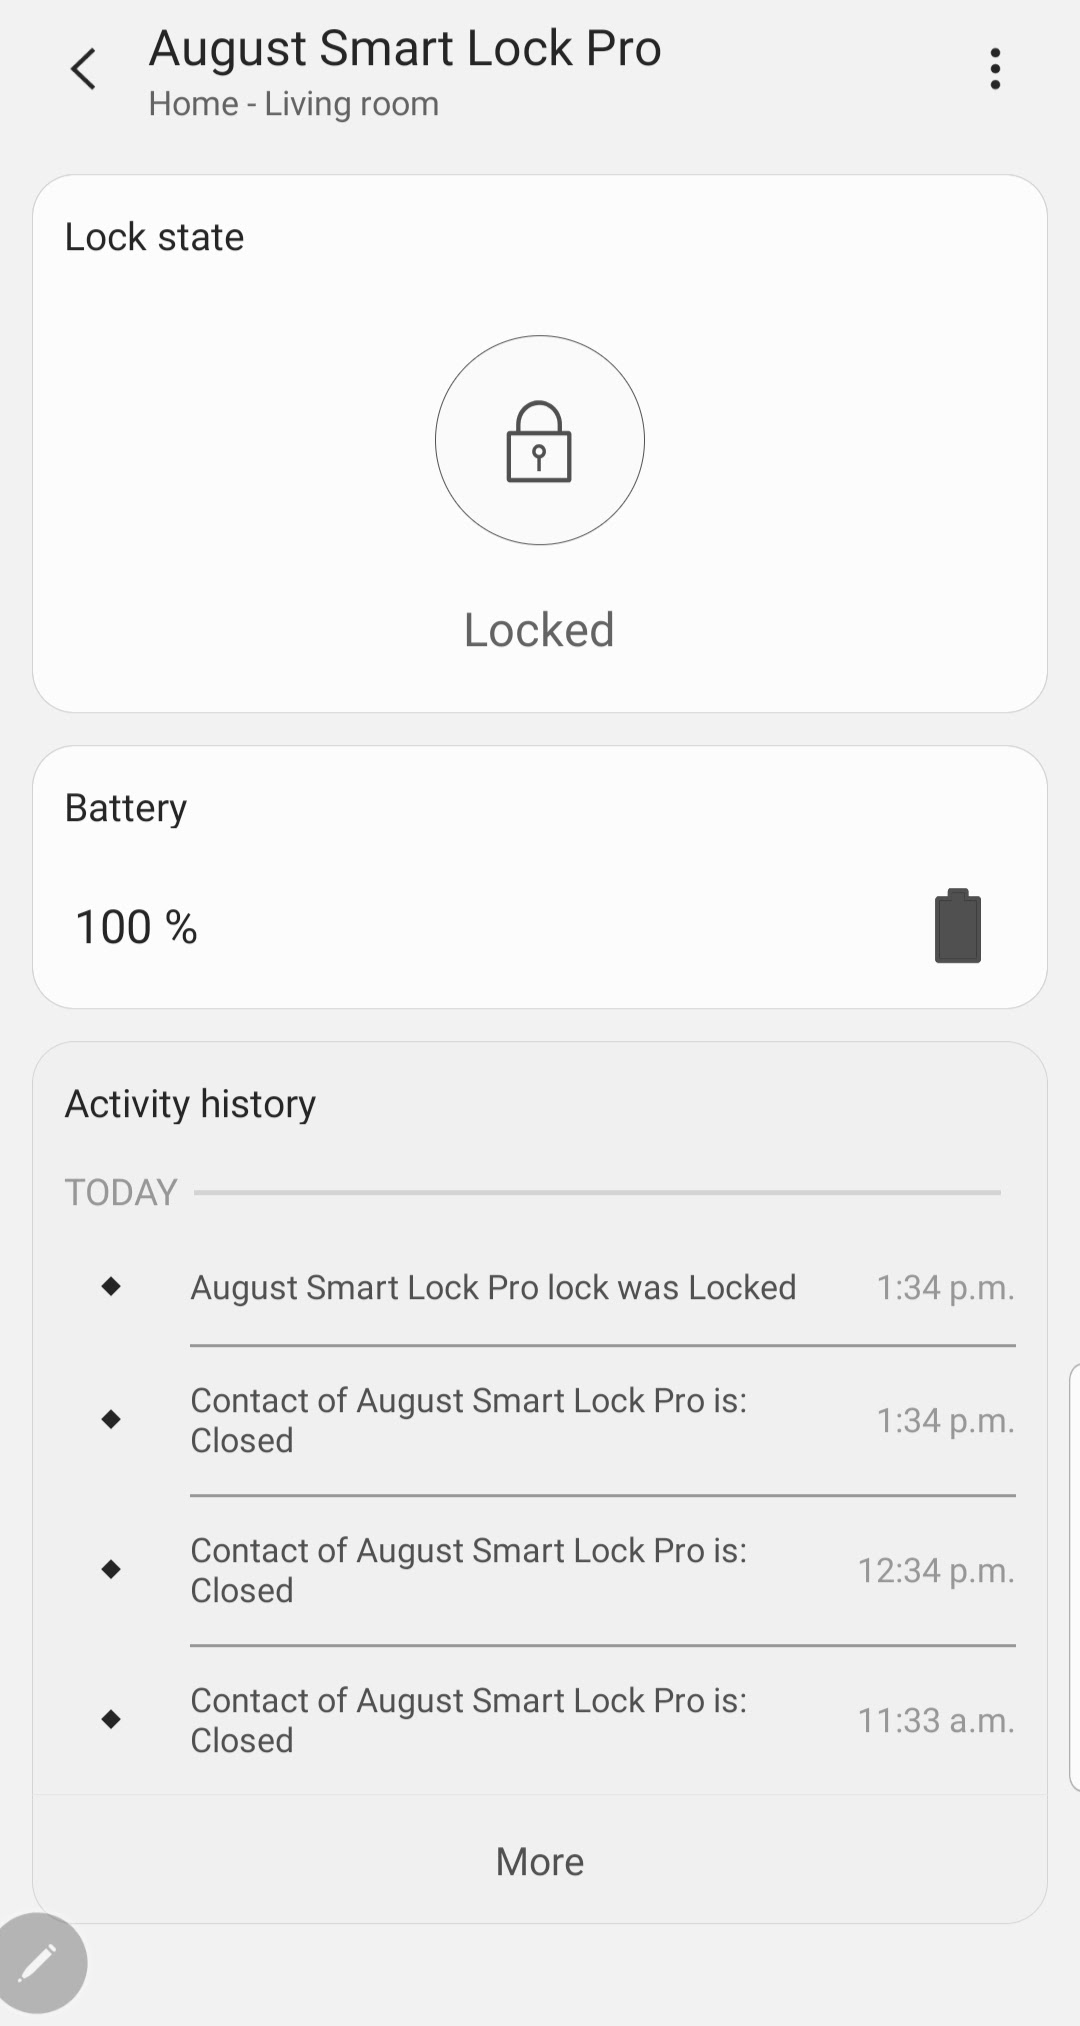 August Smart Lock Pro
Home - Living room
Lock state
Locked
Battery
100 %
Activity history
TODAY
August Smart Lock Pro lock was Locked 1:34 p.m.
Contact of August Smart Lock Pro is:
Closed
1:34 p.m.
Contact of August Smart Lock Pro is:
Closed
12:34 p.m.
Contact of August Smart Lock Pro is:
Closed
11:33 a.m.
More